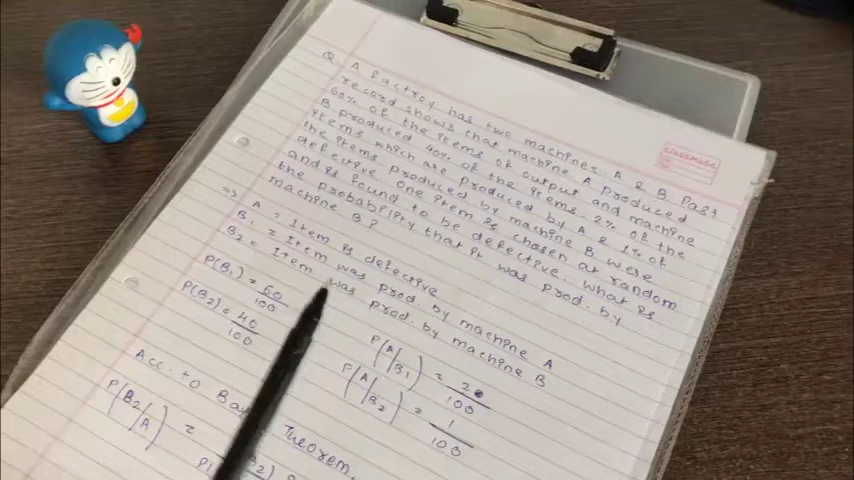 classmate
Q A factroy has two machines A & B Past
record shows that machine A produced
60% of the items of output and machine
B produced 40% of the items. 2% of the
items which are produced by A & 1% of
the items produced by machine B were
defective one item is chosen at random
and is found to be defective what is
the probability that it was prod. by
machine B?
⇒ A = Item is defective
B1 = Item was prod. by machine A
B2 = Item was prod. by machine B
P(B1) = 60/100
P(B2) = 40/100
P(A/B1) = 2/100
P(A/B2) = 1/100
Acc. to Theorem.
P(B2/A) =